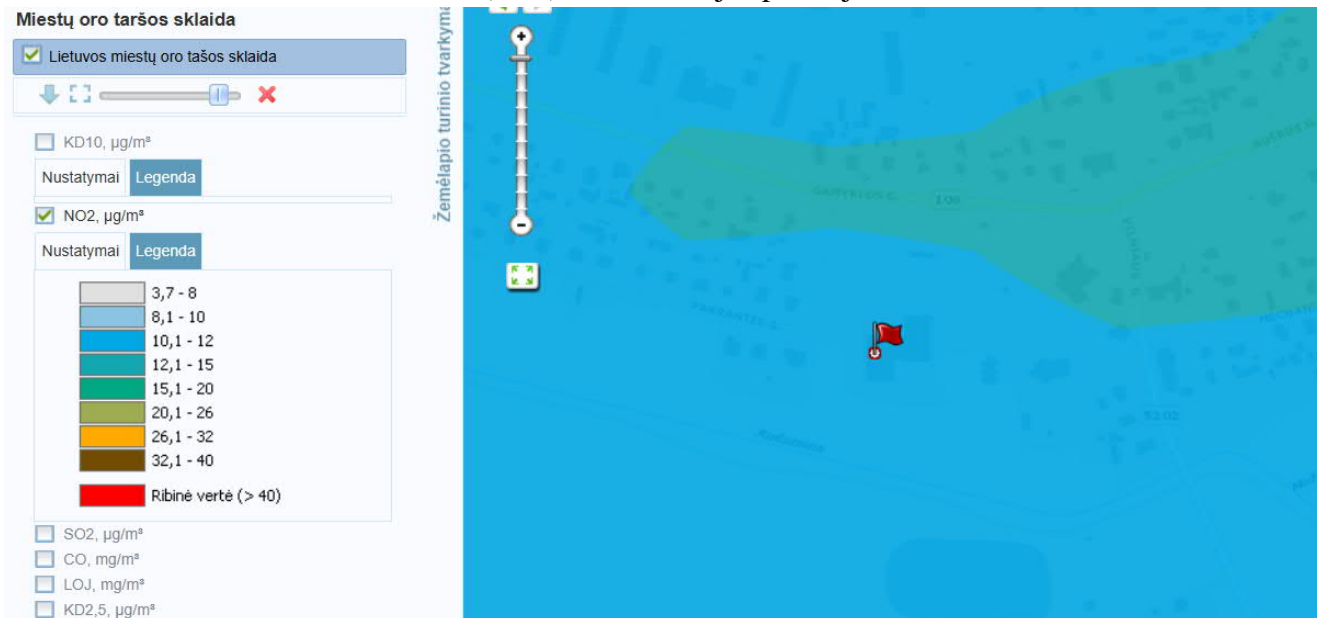 Miestų oro taršos sklaida
Lietuvos miestų oro tašos sklaida
KD10, µg/m³
Nustatymai Legenda
NO2, µg/m³
Nustatymai Legenda
3,7 - 8
8,1 - 10
10,1 - 12
12,1 - 15
15,1 - 20
20,1 - 26
26,1 - 32
32,1 - 40
Ribinė vertė (> 40)
SO2, µg/m³
CO, mg/m³
LOJ, mg/m³
KD2,5, µg/m³
Žemėlapio turinio tvarkyma
106
5202